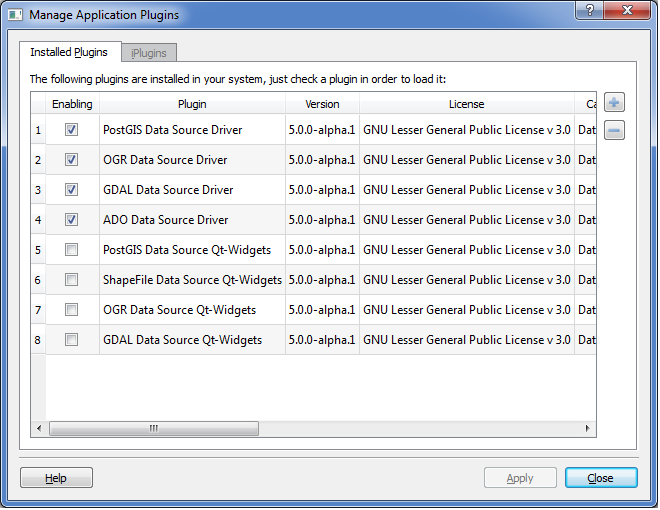 Manage Application Plugins
Installed Plugins iPlugins
The following plugins are installed in your system, just check a plugin in order to load it:
Enabling Plugin Version License Ca
1 PostGIS Data Source Driver 5.0.0-alpha.1 GNU Lesser General Public License v 3.0 Dat
2 OGR Data Source Driver 5.0.0-alpha.1 GNU Lesser General Public License v 3.0 Dat
3 GDAL Data Source Driver 5.0.0-alpha.1 GNU Lesser General Public License v 3.0 Dat
4 ADO Data Source Driver 5.0.0-alpha.1 GNU Lesser General Public License v 3.0 Dat
5 PostGIS Data Source Qt-Widgets 5.0.0-alpha.1 GNU Lesser General Public License v 3.0 Dat
6 ShapeFile Data Source Qt-Widgets 5.0.0-alpha.1 GNU Lesser General Public License v 3.0 Dat
7 OGR Data Source Qt-Widgets 5.0.0-alpha.1 GNU Lesser General Public License v 3.0 Dat
8 GDAL Data Source Qt-Widgets 5.0.0-alpha.1 GNU Lesser General Public License v 3.0 Dat
Help Apply Close